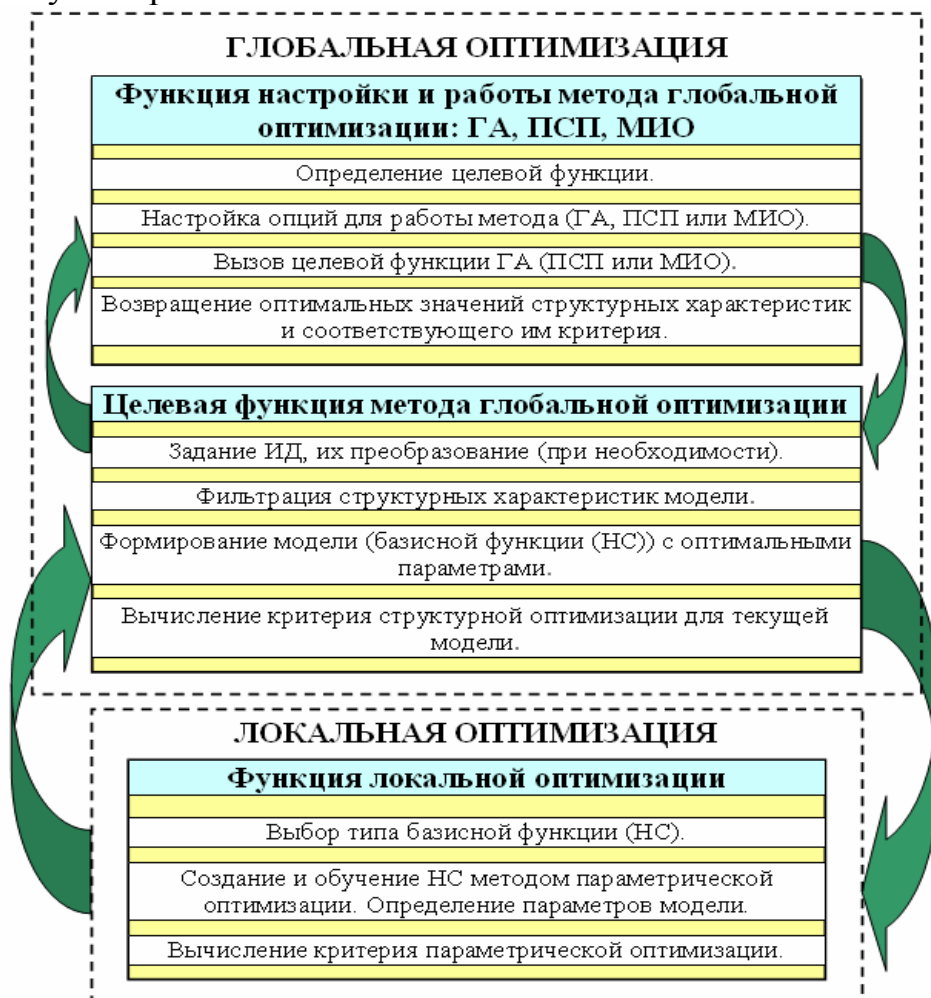 ГЛОБАЛЬНАЯ ОПТИМИЗАЦИЯ
Функция настройки и работы метода глобальной
оптимизации: ГА, ПСП, МИО
Определение целевой функции.
Настройка опций для работы метода (ГА, ПСП или МИО).
Вызов целевой функции ГА (ПСП или МИО).
Возвращение оптимальных значений структурных характеристик
и соответствующего им критерия.
Целевая функция метода глобальной оптимизации
Задание ИД, их преобразование (при необходимости).
Фильтрация структурных характеристик модели.
Формирование модели (базисной функции (НС)) с оптимальными
параметрами.
Вычисление критерия структурной оптимизации для текущей
модели.
ЛОКАЛЬНАЯ ОПТИМИЗАЦИЯ
Функция локальной оптимизации
Выбор типа базисной функции (НС).
Создание и обучение НС методом параметрической
оптимизации. Определение параметров модели.
Вычисление критерия параметрической оптимизации.